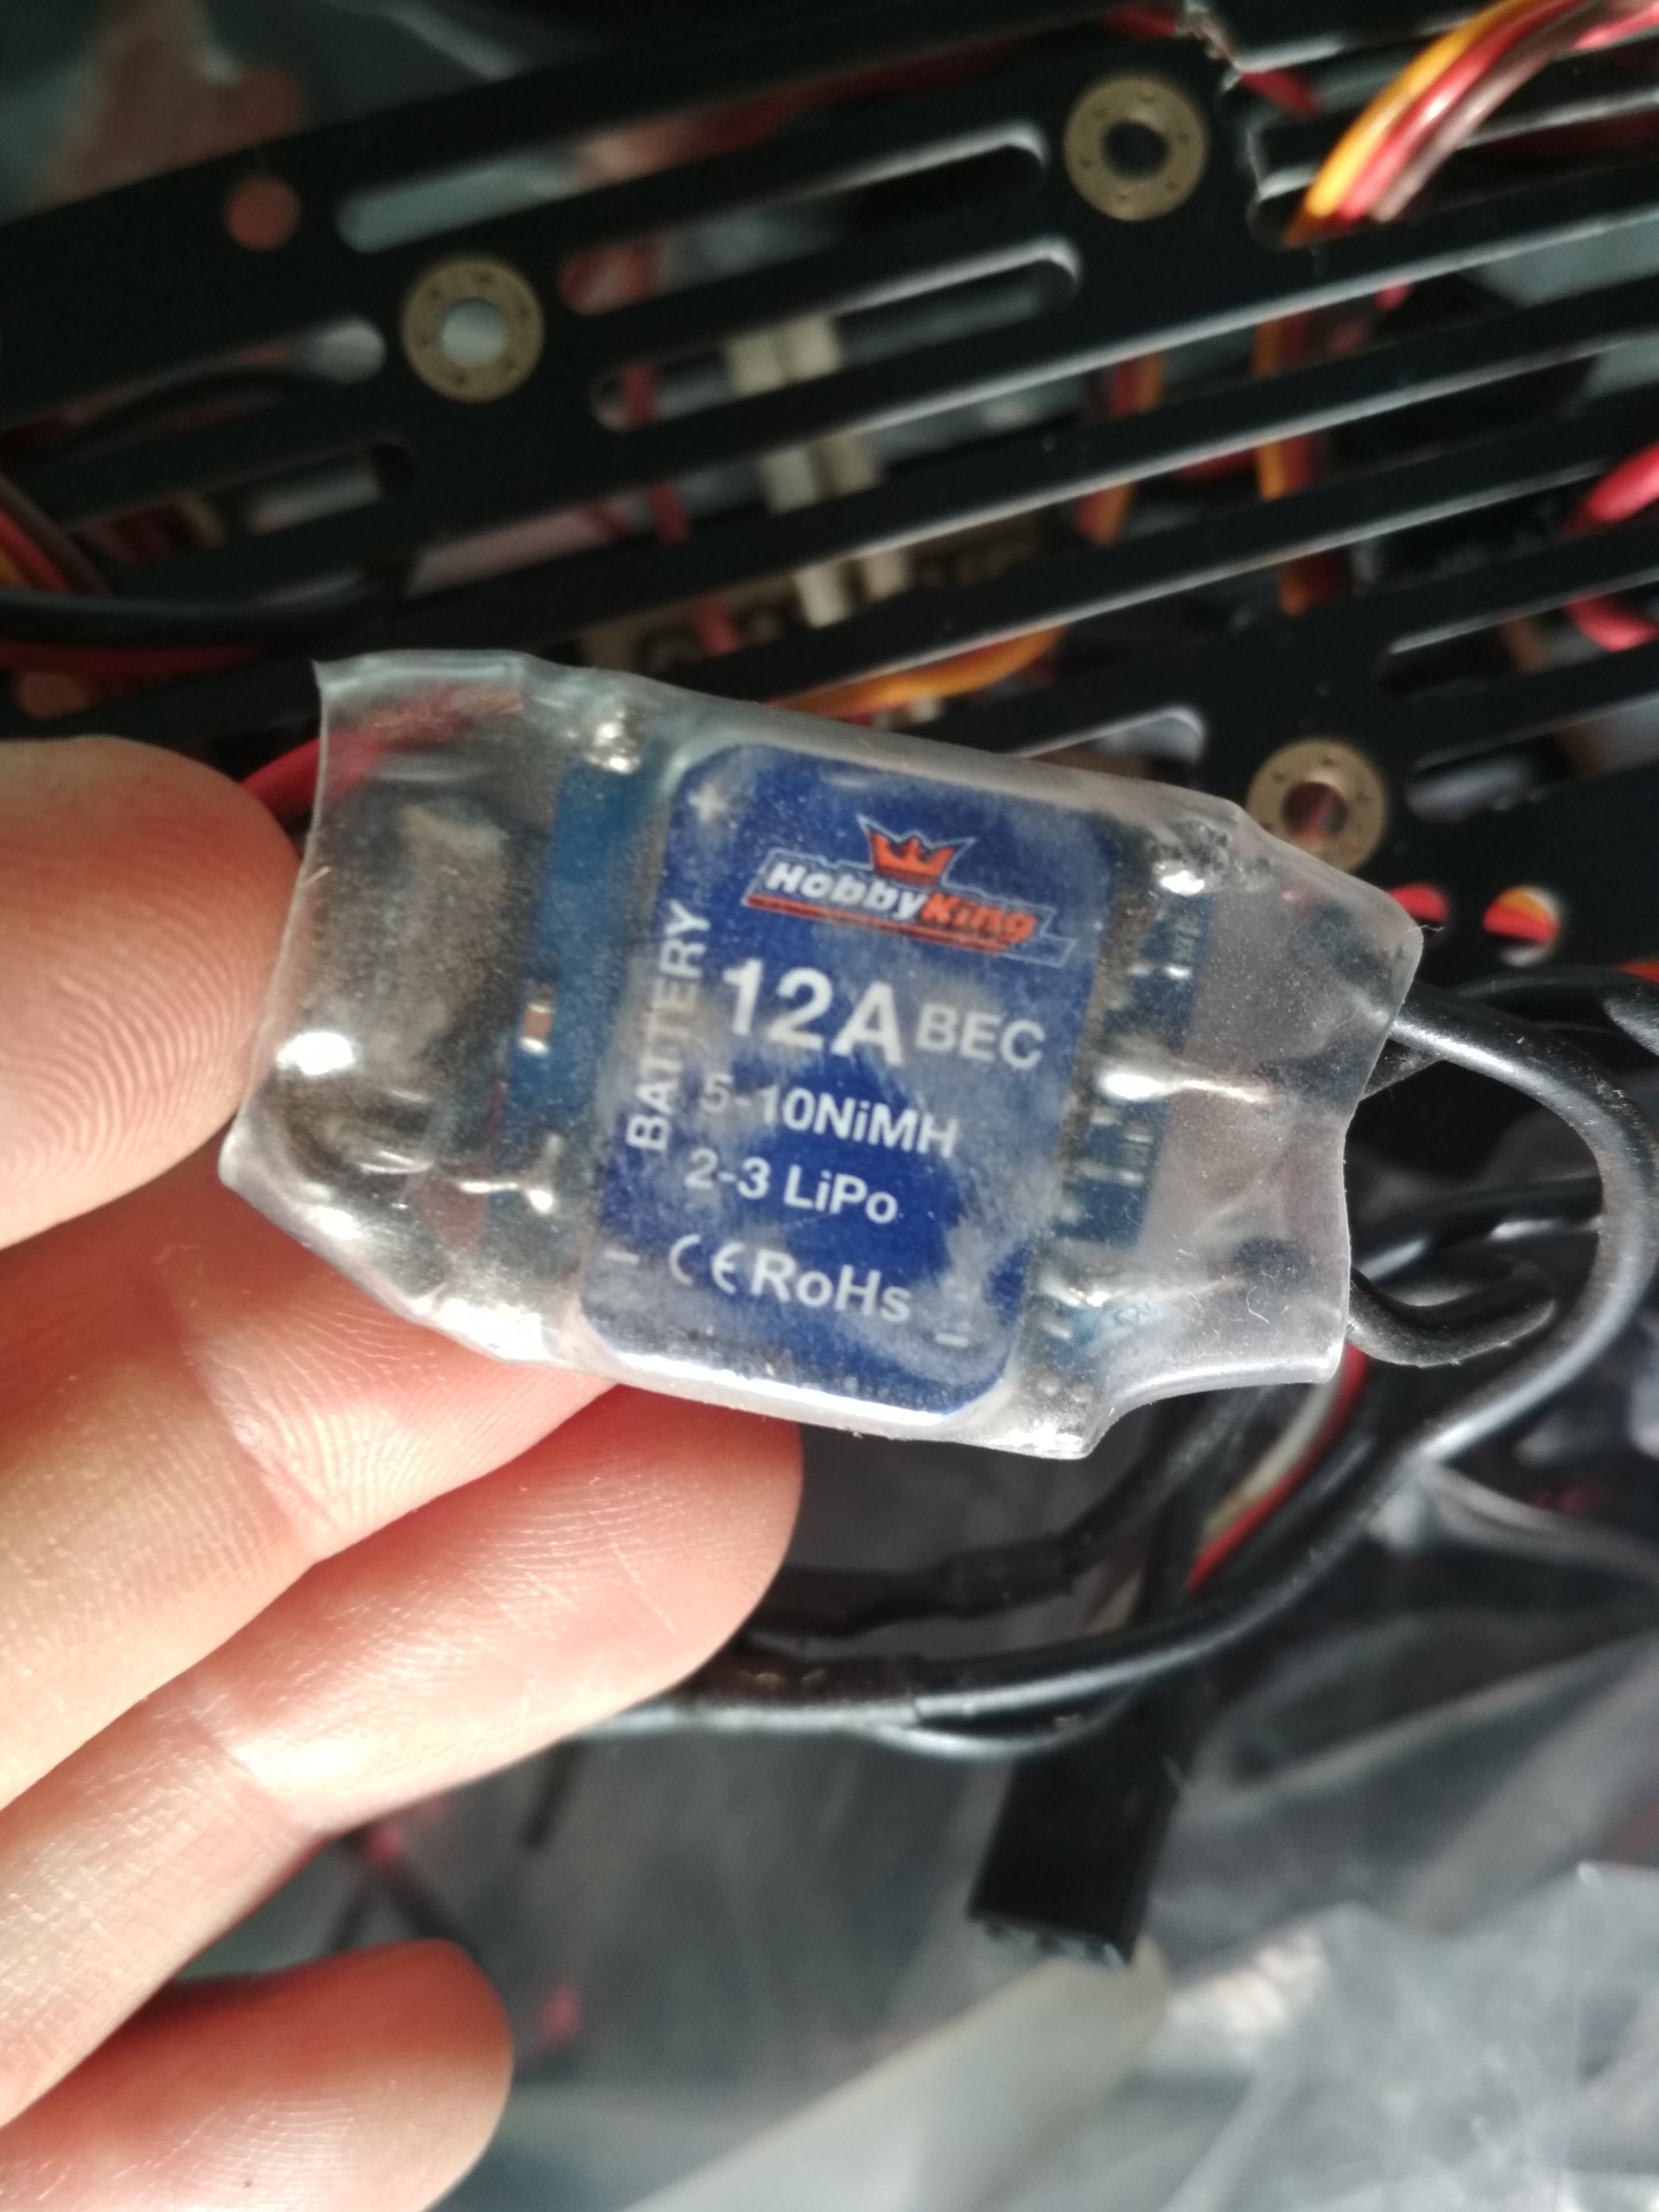 +
HobbyKing
BATTERY
12A BEC
5-10NiMH
2-3 LiPo
- CE RoHs